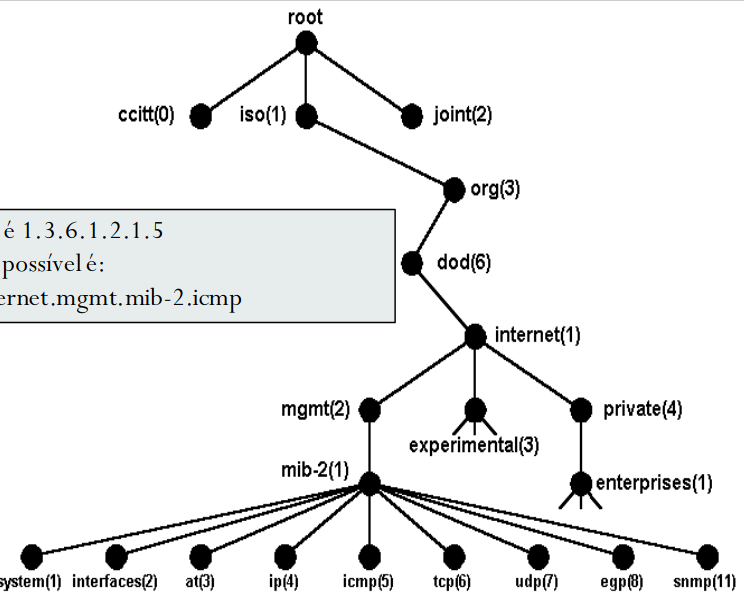 root
ccitt(0) iso(1) joint(2)
org(3)
é 1.3.6.1.2.1.5
possível é:
ernet.mgmt.mib-2.icmp
dod(6)
internet(1)
mgmt(2) private(4)
experimental(3)
mib-2(1)
enterprises(1)
system(1) interfaces(2) at(3) ip(4) icmp(5) tcp(6) udp(7) egp(8) snmp(11)